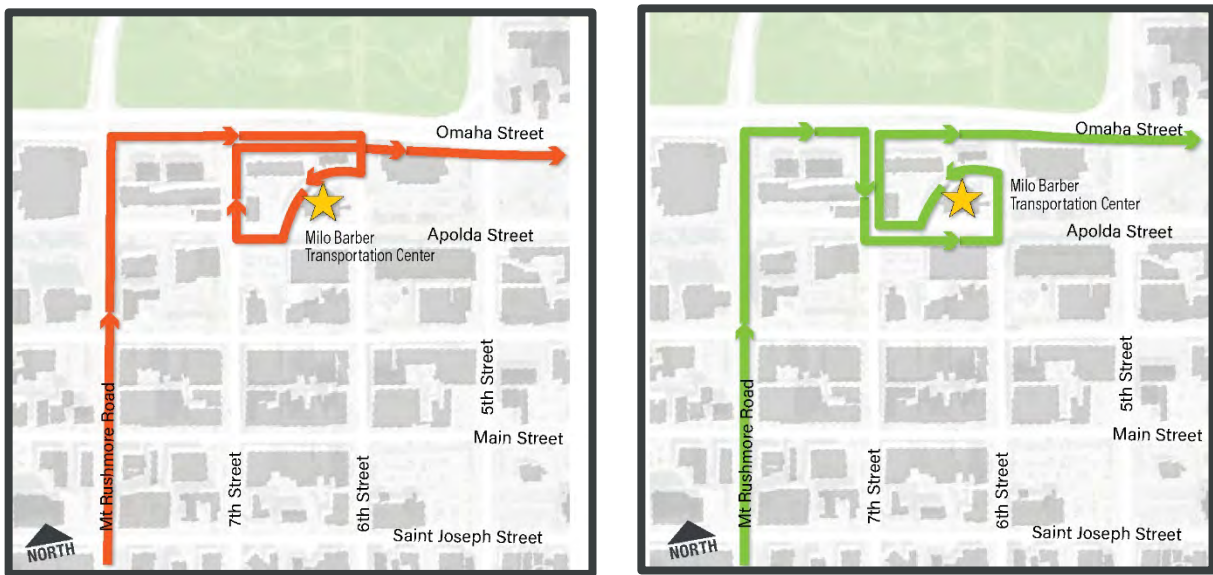 Omaha Street
Milo Barber
Transportation Center
Apolda Street
Mt Rushmore Road
7th Street
6th Street
5th Street
Main Street
Saint Joseph Street
NORTH
Omaha Street
Milo Barber
Transportation Center
Apolda Street
Mt Rushmore Road
7th Street
6th Street
5th Street
Main Street
Saint Joseph Street
NORTH